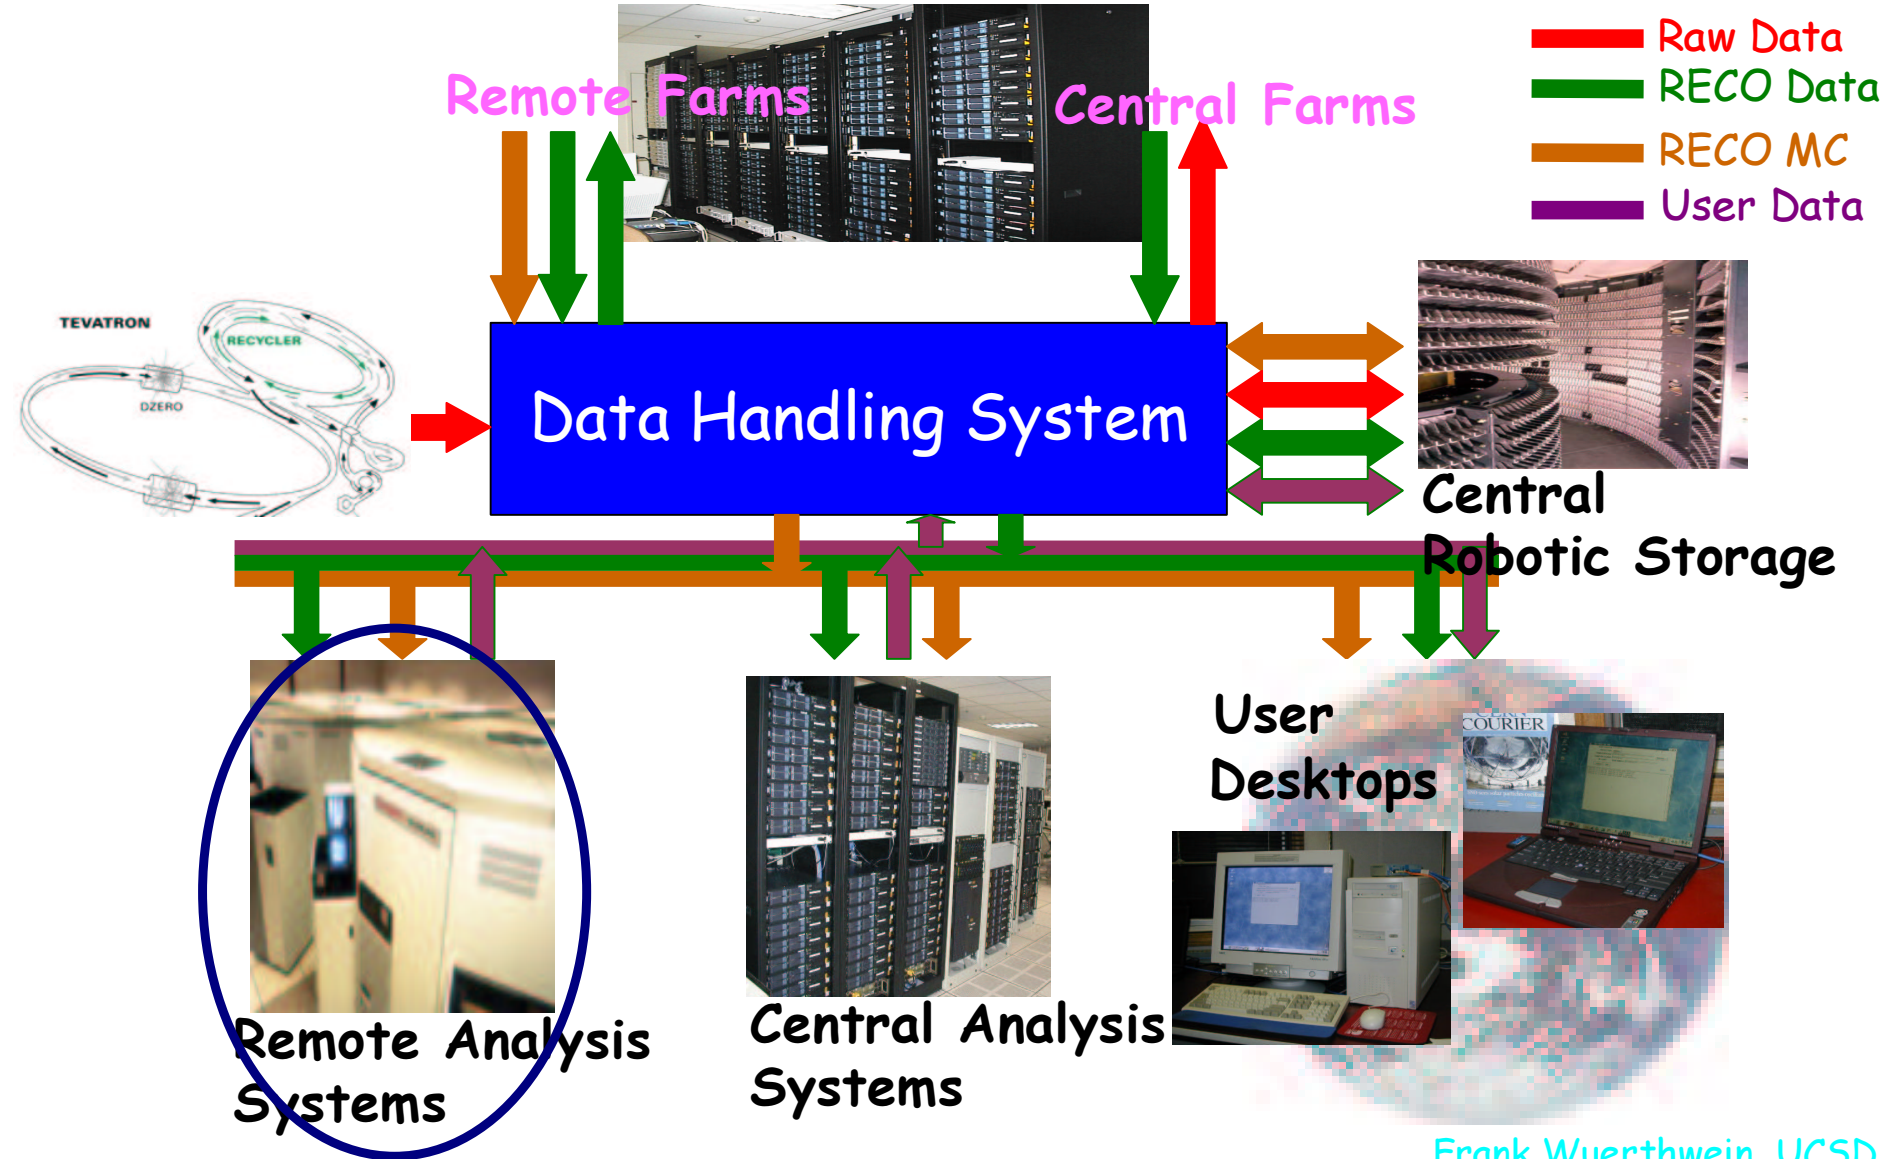 Raw Data
RECO Data
RECO MC
User Data
Remote Farms
Central Farms
TEVATRON
RECYCLER
DZERO
Data Handling System
Central
Robotic Storage
User
Desktops
COURIER
Remote Analysis
Systems
Central Analysis
Systems
Frank Wuerthwein, UCSD